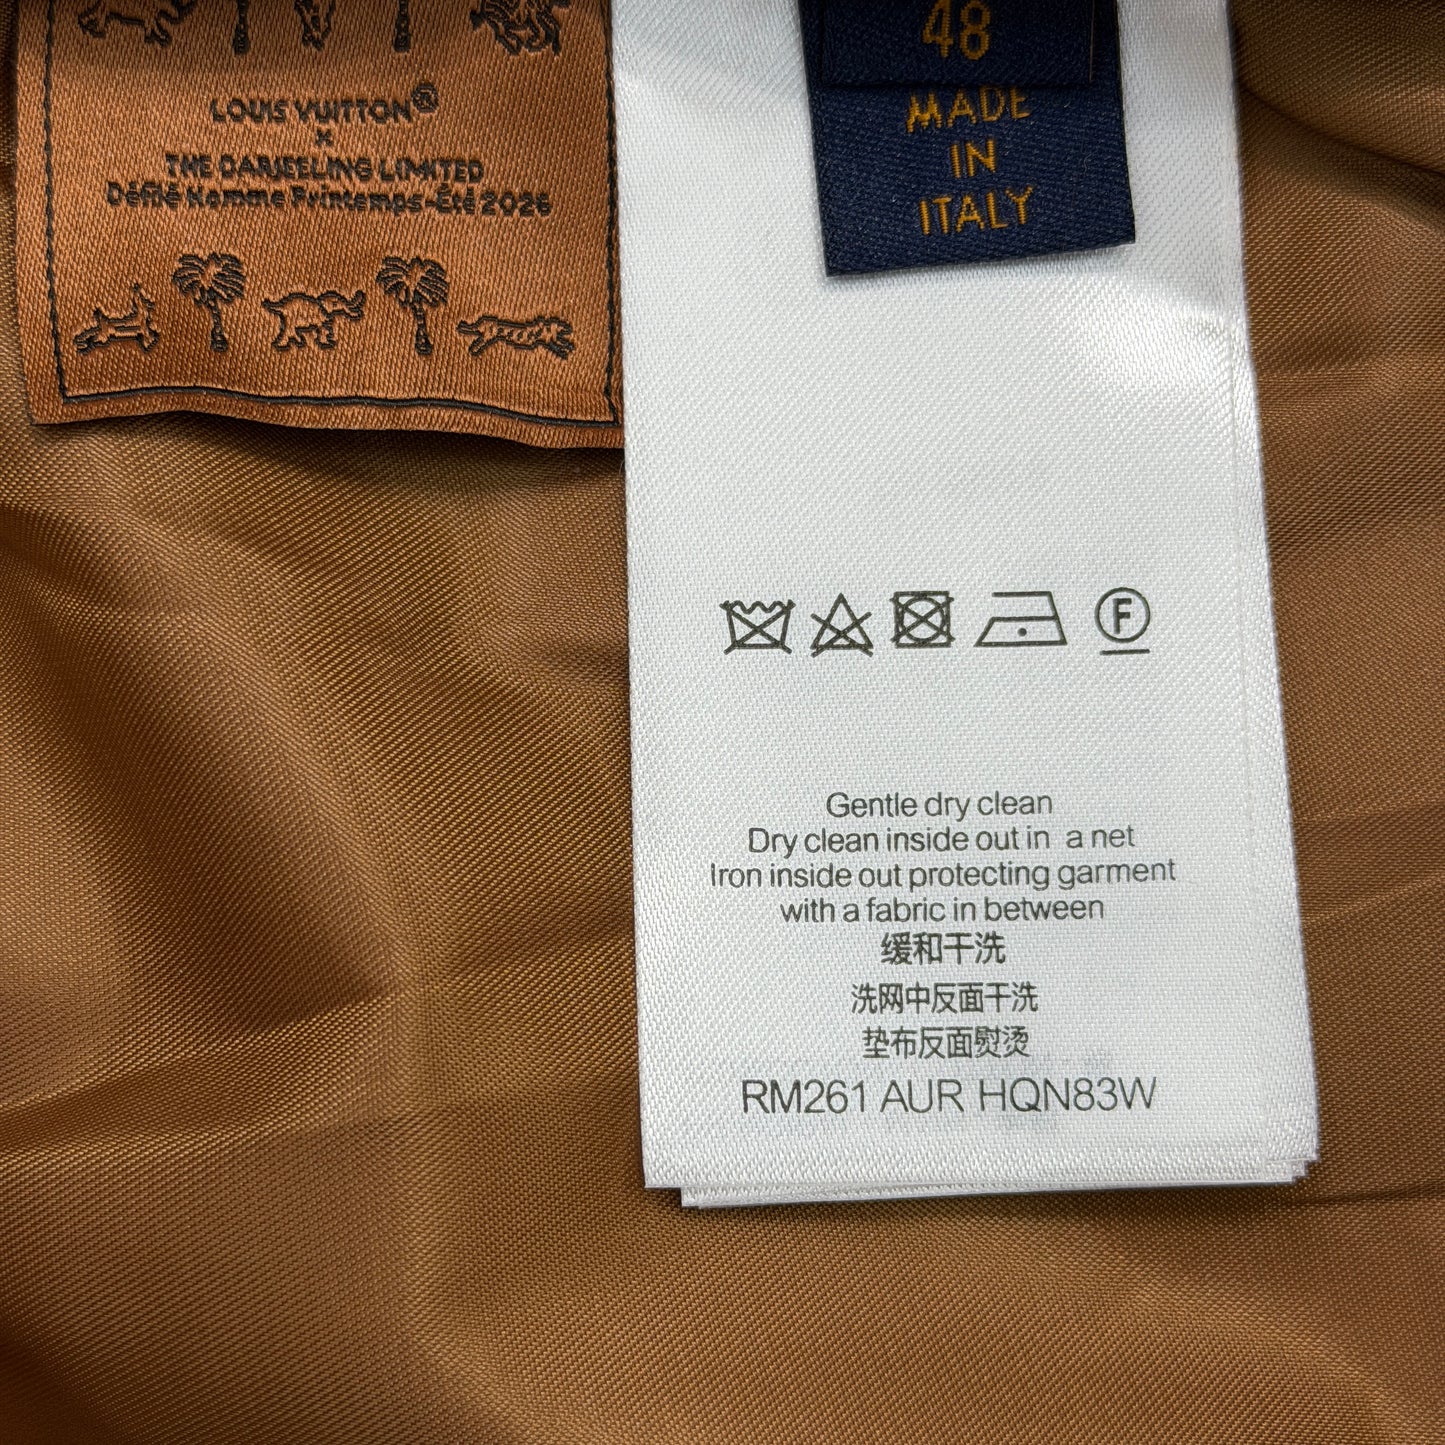 LOUIS VUITTON®
×
THE DARJEELING LIMITED
Défilé Homme Printemps-Été 2026
48
MADE
IN
ITALY
F
Gentle dry clean
Dry clean inside out in a net
Iron inside out protecting garment
with a fabric in between
缓和干洗
洗网中反面干洗
垫布反面熨烫
RM261 AUR HQN83W